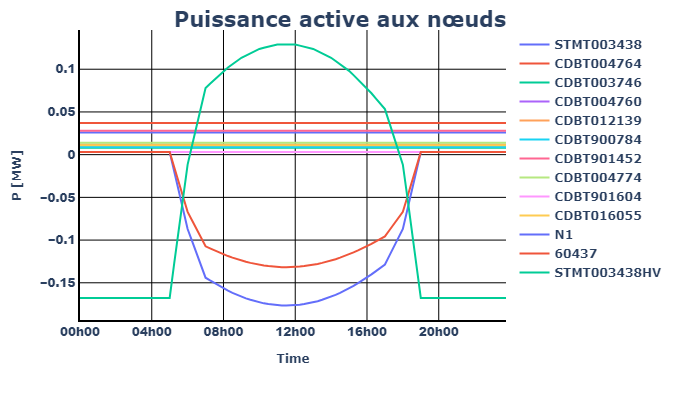 Puissance active aux nœuds
P [MW]
0.1
0.05
0
−0.05
−0.1
−0.15
00h00 04h00 08h00 12h00 16h00 20h00
Time
STMT003438
CDBT004764
CDBT003746
CDBT004760
CDBT012139
CDBT900784
CDBT901452
CDBT004774
CDBT901604
CDBT016055
N1
60437
STMT003438HV